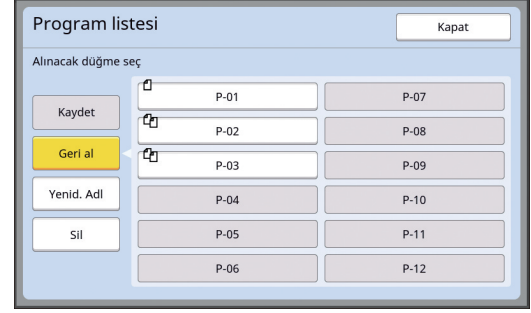 Program listesi
Kapat
Alınacak düğme seç
Kaydet
Geri al
Yenid. Adl
Sil
P-01
P-07
P-02
P-08
P-03
P-09
P-04
P-10
P-05
P-11
P-06
P-12